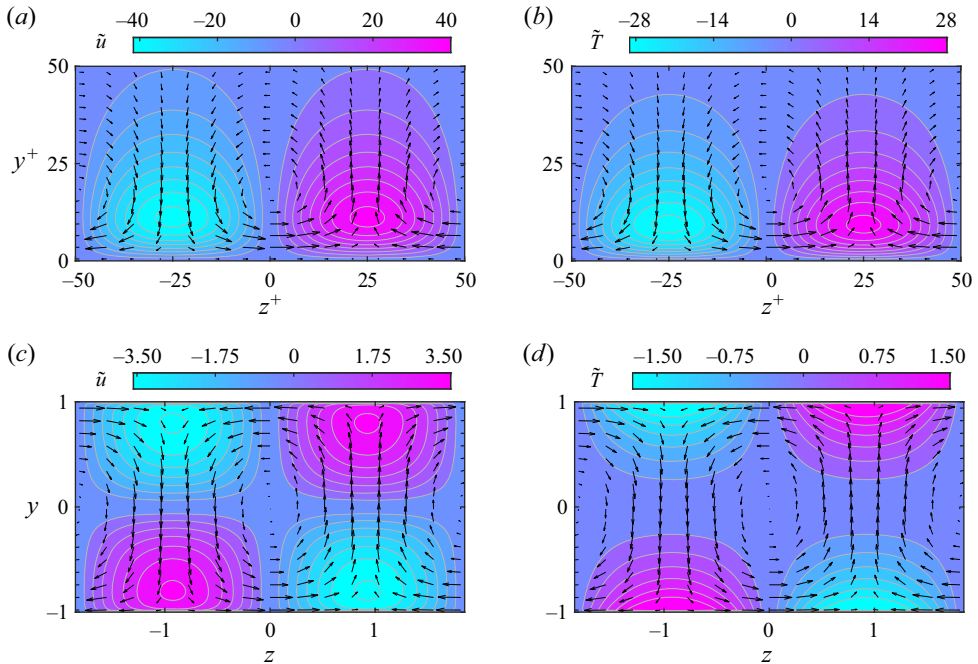 (a) −40 −20 0 20 40
ũ
50
25
0
y⁺
−50 −25 0 25 50
z⁺
(b) −28 −14 0 14 28
T̃
50
25
0
−50 −25 0 25 50
z⁺
(c) −3.50 −1.75 0 1.75 3.50
ũ
1
0
−1
y
−1 0 1
z
(d) −1.50 −0.75 0 0.75 1.50
T̃
1
0
−1
−1 0 1
z